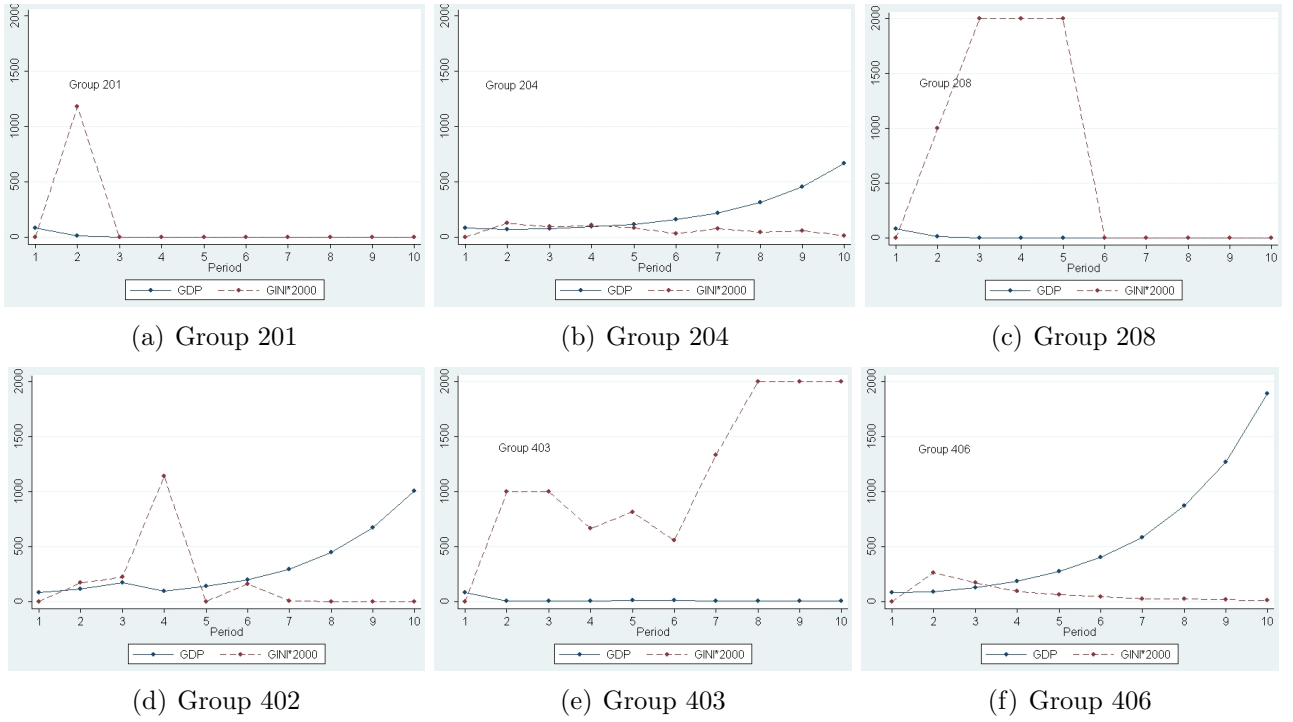 2000
1500
1000
500
0
Group 201
1 2 3 4 5 6 7 8 9 10
Period
GDP GINI*2000
(a) Group 201
2000
1500
1000
500
0
Group 204
1 2 3 4 5 6 7 8 9 10
Period
GDP GINI*2000
(b) Group 204
2000
1500
1000
500
0
Group 208
1 2 3 4 5 6 7 8 9 10
Period
GDP GINI*2000
(c) Group 208
2000
1500
1000
500
0
1 2 3 4 5 6 7 8 9 10
Period
GDP GINI*2000
(d) Group 402
2000
1500
1000
500
0
Group 403
1 2 3 4 5 6 7 8 9 10
Period
GDP GINI*2000
(e) Group 403
2000
1500
1000
500
0
Group 406
1 2 3 4 5 6 7 8 9 10
Period
GDP GINI*2000
(f) Group 406